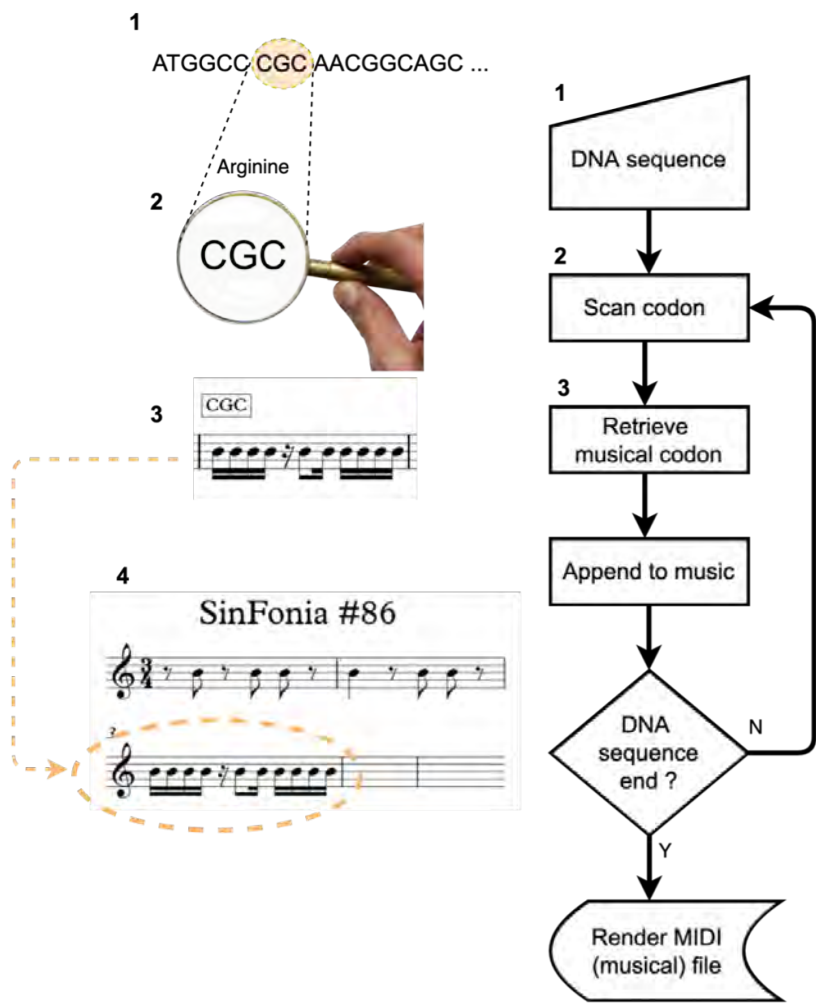 1
ATGGCC CGC AACGGCAGC ...
Arginine
2
CGC
3
CGC
4
SinFonia #86
3
4
3
1
DNA sequence
2
Scan codon
3
Retrieve
musical codon
Append to music
DNA
sequence
end ?
N
Y
Render MIDI
(musical) file